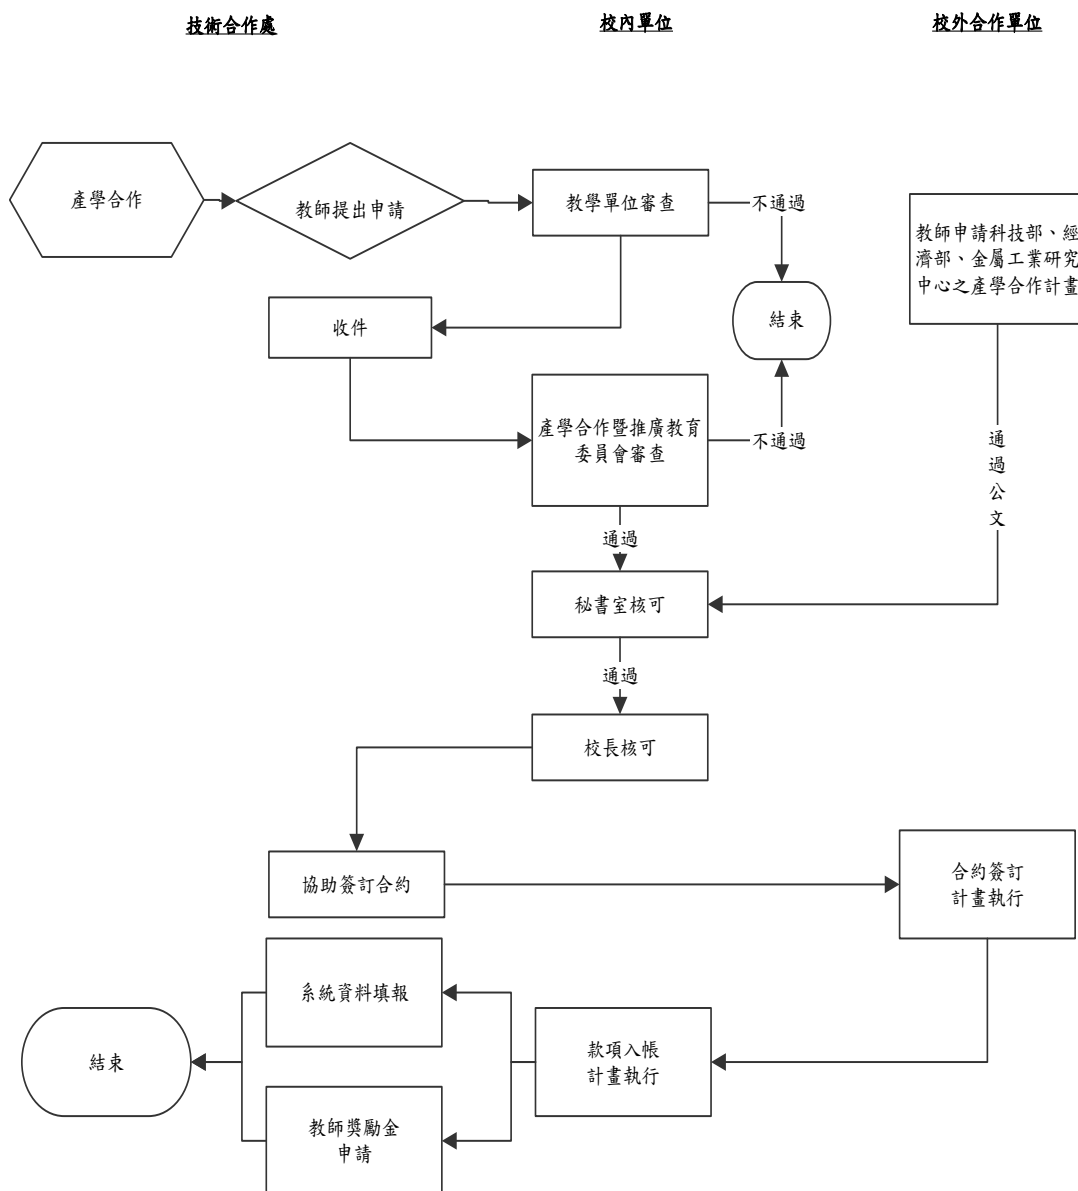 技術合作處
校內單位
校外合作單位
產學合作
教師提出申請
教學單位審查
不通過
教師申請科技部、經
濟部、金屬工業研究
中心之產學合作計畫
收件
結束
產學合作暨推廣教育
委員會審查
不通過
通
過
公
文
通過
秘書室核可
通過
校長核可
協助簽訂合約
合約簽訂
計畫執行
系統資料填報
款項入帳
計畫執行
結束
教師獎勵金
申請